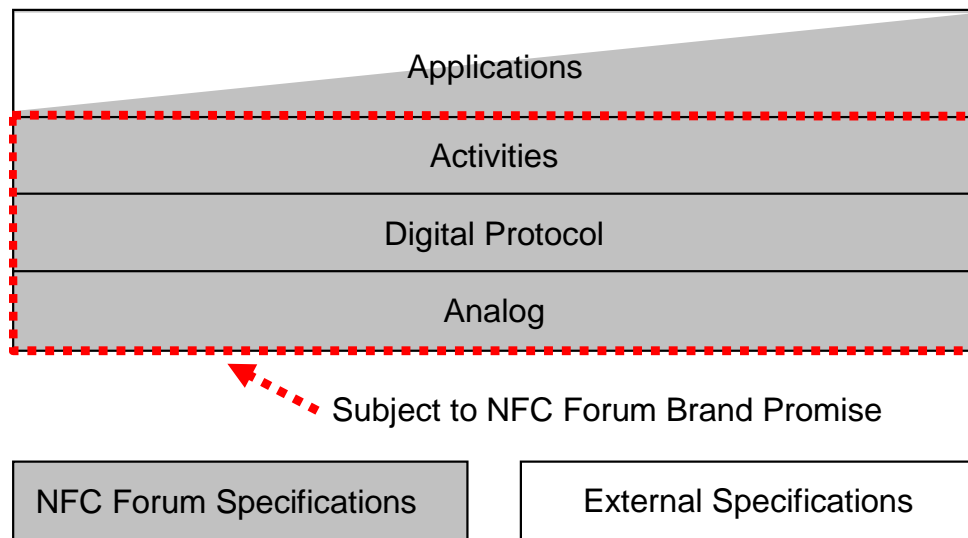 Applications
Activities
Digital Protocol
Analog
Subject to NFC Forum Brand Promise
NFC Forum Specifications
External Specifications